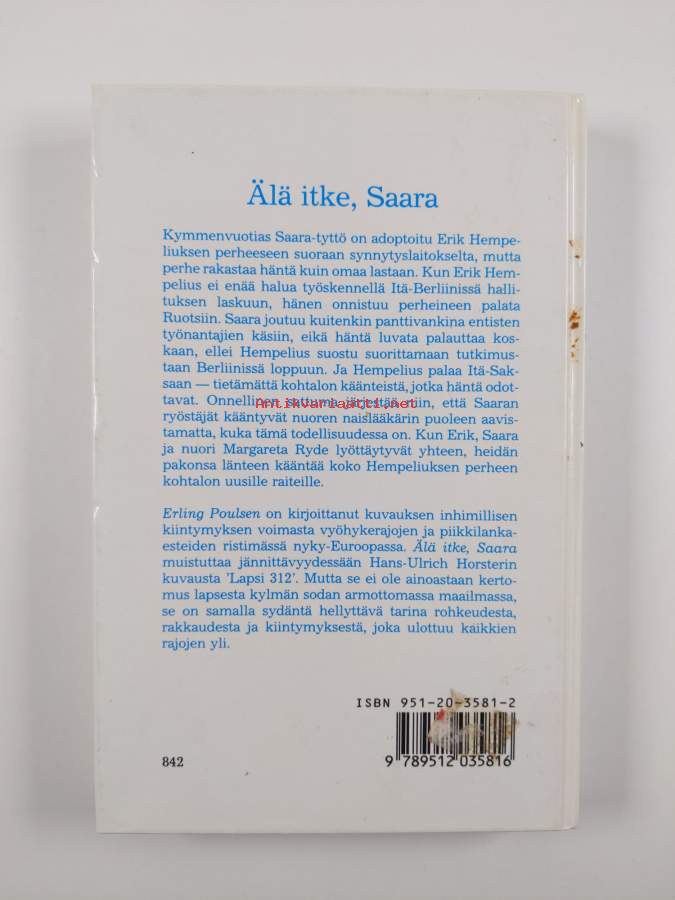 Älä itke, Saara
Kymmenvuotias Saara-tyttö on adoptoitu Erik Hempe-
liuksen perheeseen suoraan synnytyslaitokselta, mutta
perhe rakastaa häntä kuin omaa lastaan. Kun Erik Hem-
pelius ei enää halua työskennellä Itä-Berliinissä halli-
tuksen laskuun, hänen onnistuu perheineen palata
Ruotsiin. Saara joutuu kuitenkin panttivankina entisten
työnantajien käsiin, eikä häntä luvata palauttaa kos-
kaan, ellei Hempelius suostu suorittamaan tutkimus-
taan Berliinissä loppuun. Ja Hempelius palaa Itä-Sak-
saan — tietämättä kohtalon käänteistä, jotka häntä odot-
tavat. Onnellinen sattuma järjestää niin, että Saaran
Antikvariaatti.net
ryöstäjät kääntyvät nuoren naislääkärin puoleen aavis-
tamatta, kuka tämä todellisuudessa on. Kun Erik, Saara
ja nuori Margareta Ryde lyöttäytyvät yhteen, heidän
pakonsa länteen kääntää koko Hempeliuksen perheen
kohtalon uusille raiteille.
Erling Poulsen on kirjoittanut kuvauksen inhimillisen
kiintymyksen voimasta vyöhykerajojen ja piikkilanka-
esteiden ristimässä nyky-Euroopassa. Älä itke, Saara
muistuttaa jännittävyydessään Hans-Ulrich Horsterin
kuvausta 'Lapsi 312'. Mutta se ei ole ainoastaan kerto-
mus lapsesta kylmän sodan armottomassa maailmassa,
se on samalla sydäntä hellyttävä tarina rohkeudesta,
rakkaudesta ja kiintymyksestä, joka ulottuu kaikkien
rajojen yli.
ISBN 951-20-3581-2
9 789512 035816
842